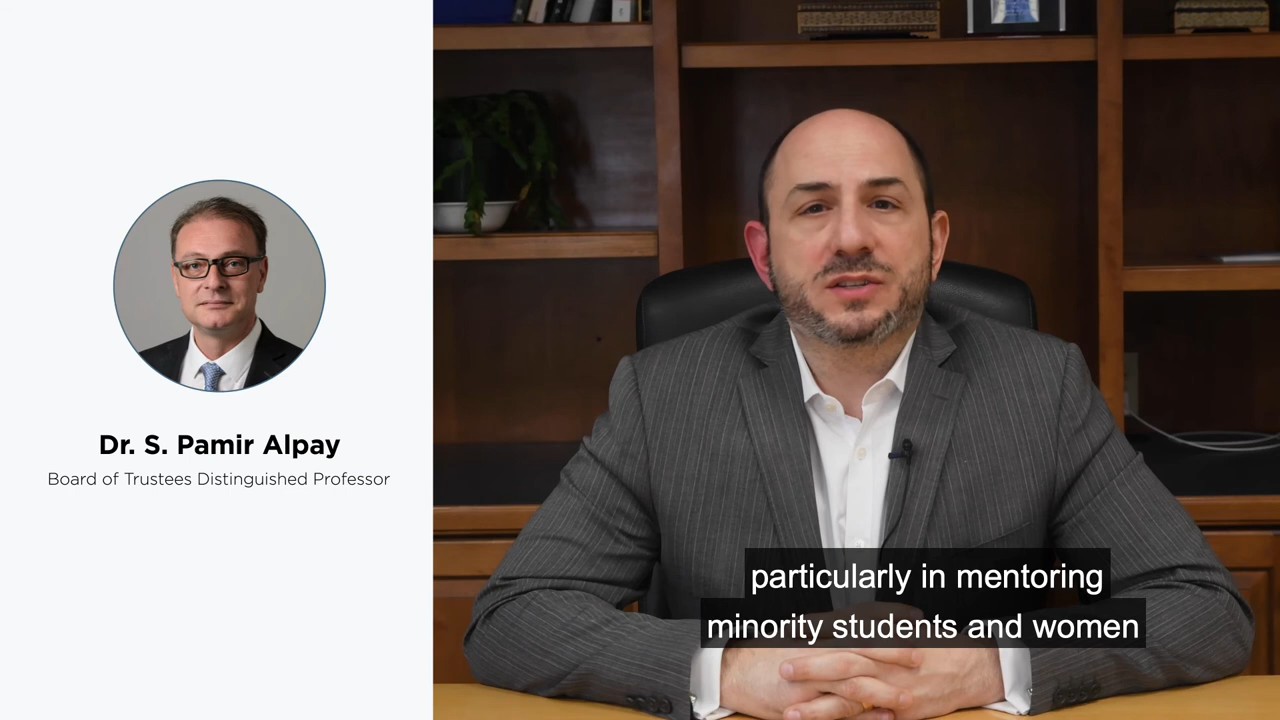 Dr. S. Pamir Alpay
Board of Trustees Distinguished Professor
particularly in mentoring
minority students and women